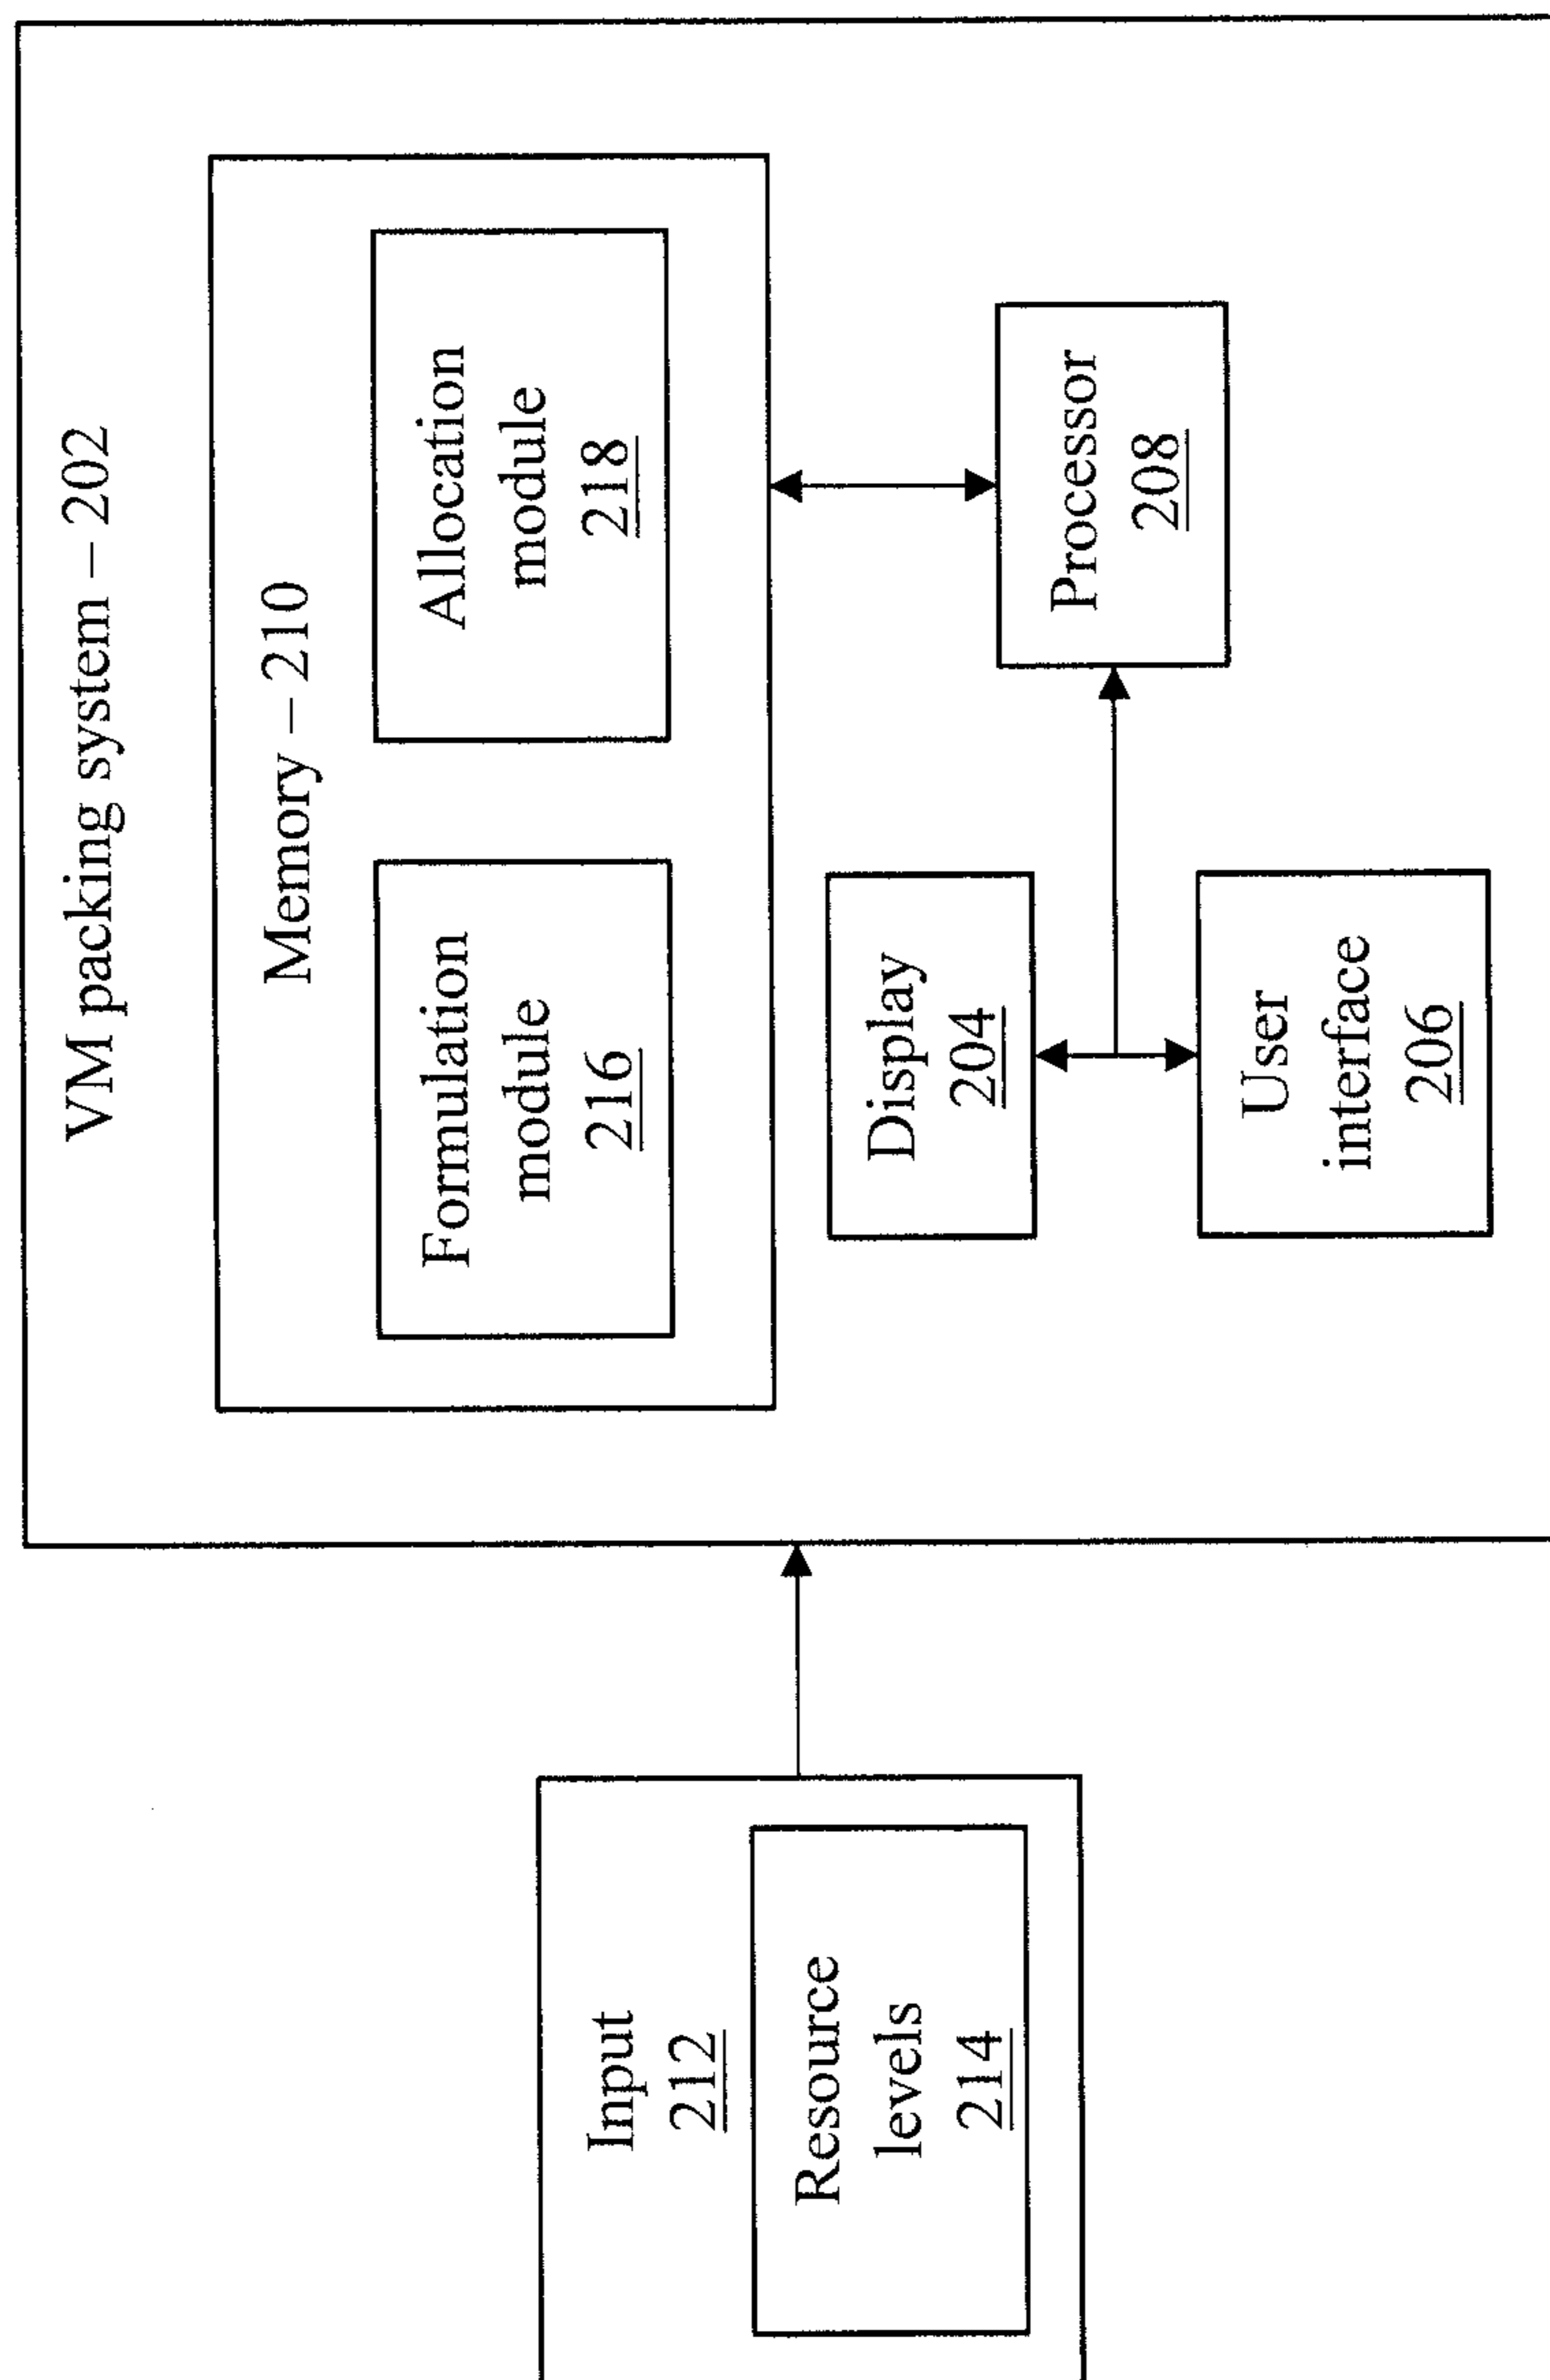 VM packing system – 202
Memory – 210
Formulation
module
216
Allocation
module
218
Input
212
Resource
levels
214
Display
204
User
interface
206
Processor
208